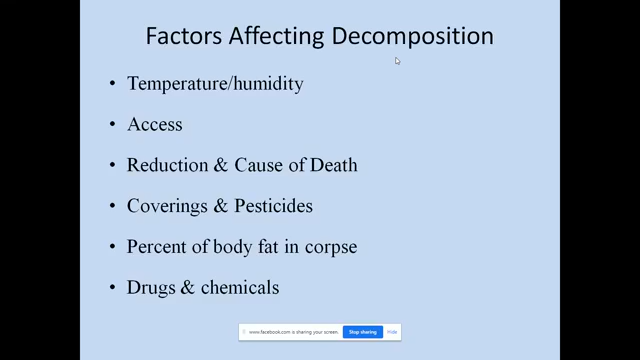 Factors Affecting Decomposition
• Temperature/humidity
• Access
• Reduction & Cause of Death
• Coverings & Pesticides
• Percent of body fat in corpse
• Drugs & chemicals
www.facebook.com is sharing your screen. Stop sharing Hide